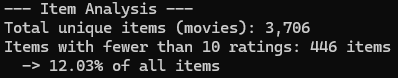 --- Item Analysis ---
Total unique items (movies): 3,706
Items with fewer than 10 ratings: 446 items
  -> 12.03% of all items